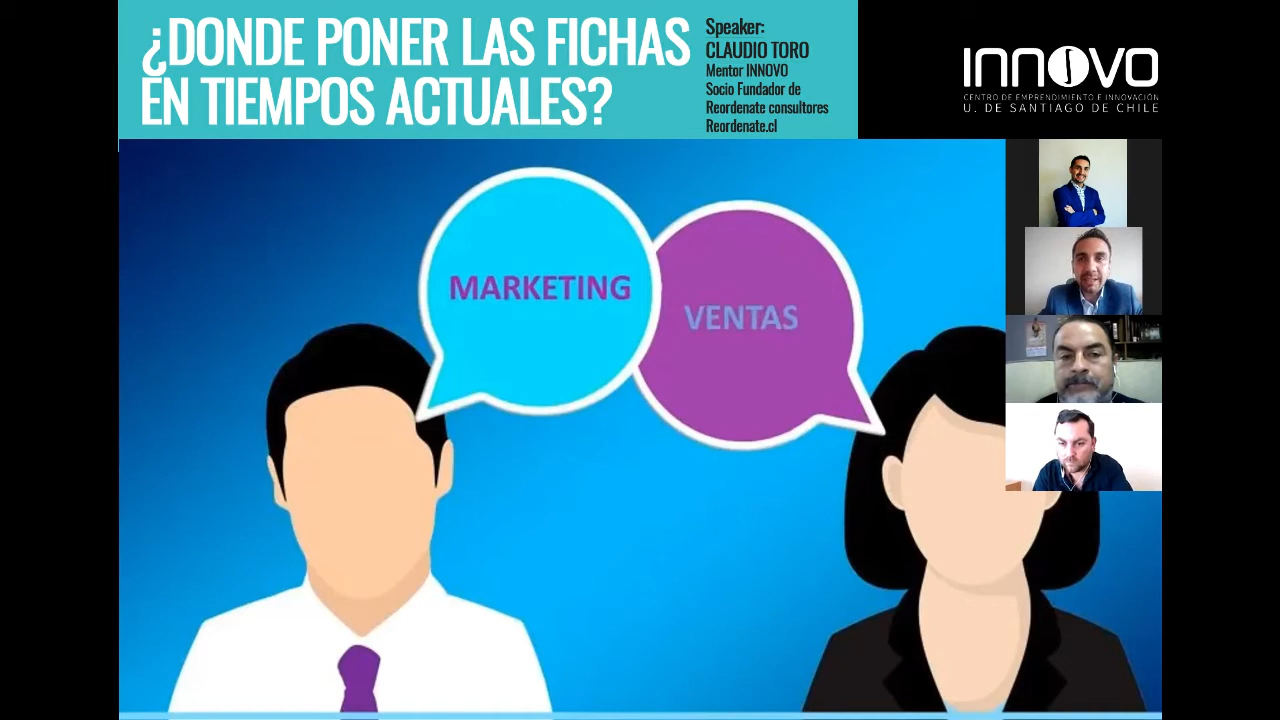 ¿DONDE PONER LAS FICHAS
EN TIEMPOS ACTUALES?
Speaker:
CLAUDIO TORO
Mentor INNOVO
Socio Fundador de
Reordenate consultores
Reordenate.cl
INNOVO
CENTRO DE EMPRENDIMIENTO E INNOVACIÓN
U. DE SANTIAGO DE CHILE
MARKETING
VENTAS